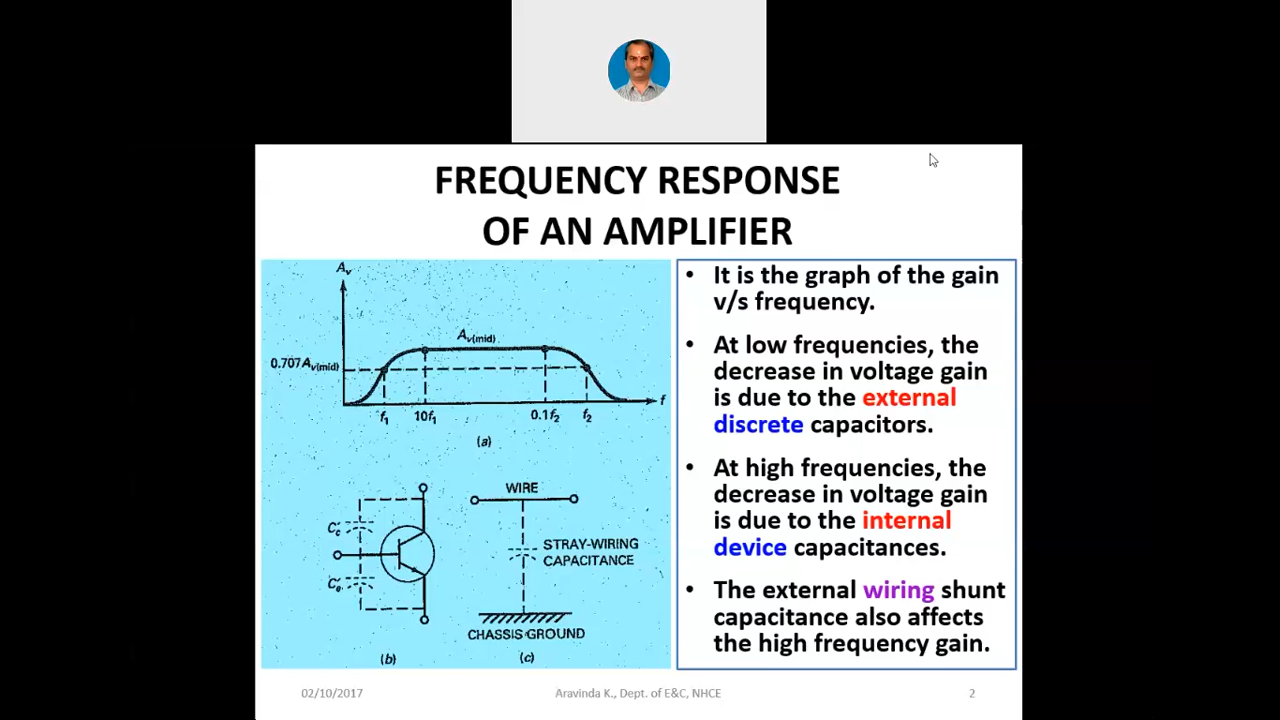 FREQUENCY RESPONSE
OF AN AMPLIFIER
Av
Av(mid)
0.707Av(mid)
f
f1
10f1
0.1f2
f2
(a)
WIRE
STRAY-WIRING
CAPACITANCE
CHASSIS GROUND
(b)
(c)
• It is the graph of the gain
v/s frequency.
• At low frequencies, the
decrease in voltage gain
is due to the external
discrete capacitors.
• At high frequencies, the
decrease in voltage gain
is due to the internal
device capacitances.
• The external wiring shunt
capacitance also affects
the high frequency gain.
02/10/2017
Aravinda K., Dept. of E&C, NHCE
2